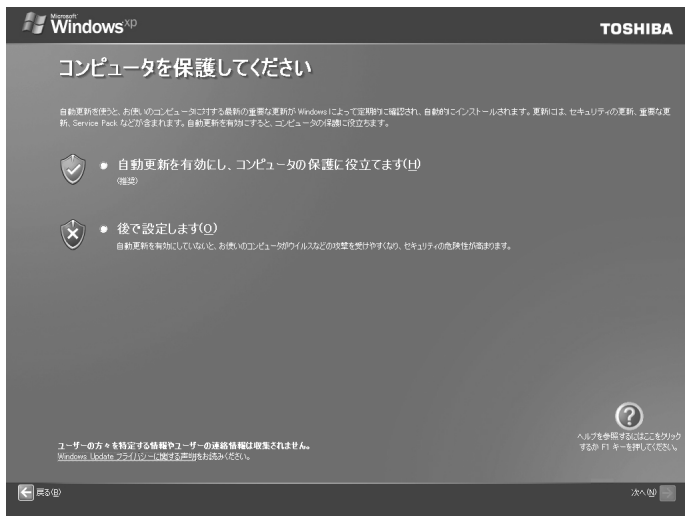 Microsoft
Windows xp
TOSHIBA
コンピュータを保護してください
自動更新を使うと、お使いのコンピュータに対する最新の重要な更新が Windows によって定期的に確認され、自動的にインストールされます。更新には、セキュリティの更新、重要な更
新、Service Pack などが含まれます。自動更新を有効にすると、コンピュータの保護に役立ちます。
自動更新を有効にし、コンピュータの保護に役立てます(H)
(推奨)
後で設定します(O)
自動更新を有効にしていないと、お使いのコンピュータがウイルスなどの攻撃を受けやすくなり、セキュリティの危険性が高まります。
ヘルプを参照するにはここをクリック
するか F1 キーを押してください。
ユーザーの方々を特定する情報やユーザーの連絡情報は収集されません。
Windows Update プライバシーに関する声明をお読みください。
戻る(B)
次へ(N)